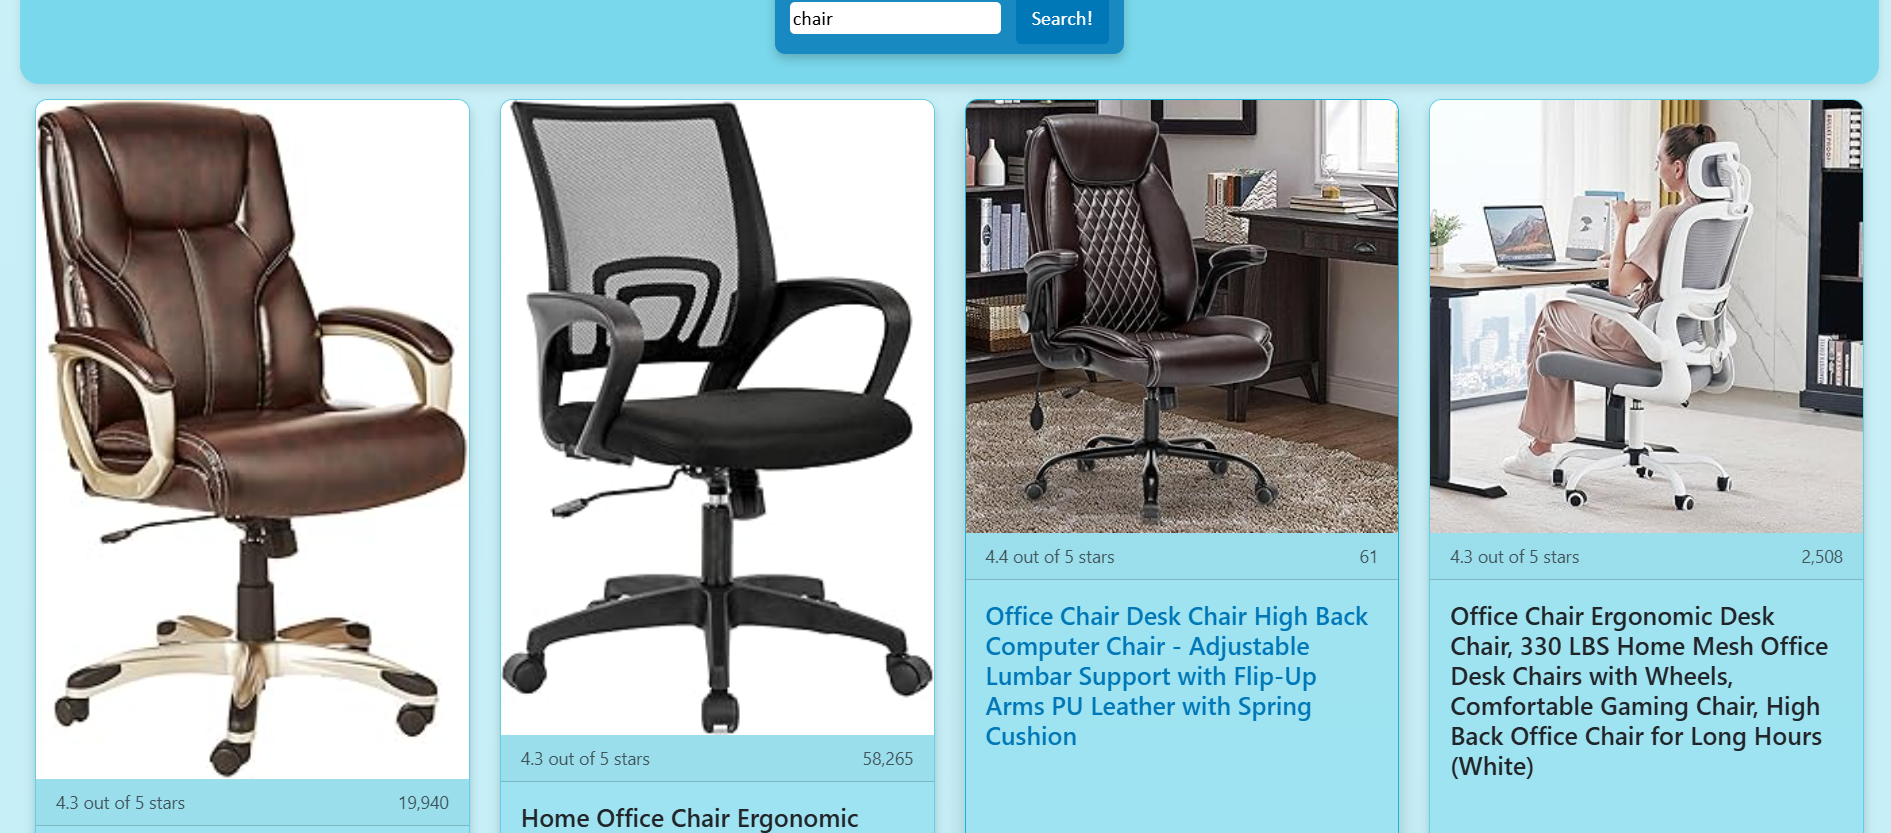 chair
Search!
4.3 out of 5 stars
19,940
4.3 out of 5 stars
58,265
Home Office Chair Ergonomic
4.4 out of 5 stars
61
Office Chair Desk Chair High Back
Computer Chair - Adjustable
Lumbar Support with Flip-Up
Arms PU Leather with Spring
Cushion
4.3 out of 5 stars
2,508
Office Chair Ergonomic Desk
Chair, 330 LBS Home Mesh Office
Desk Chairs with Wheels,
Comfortable Gaming Chair, High
Back Office Chair for Long Hours
(White)